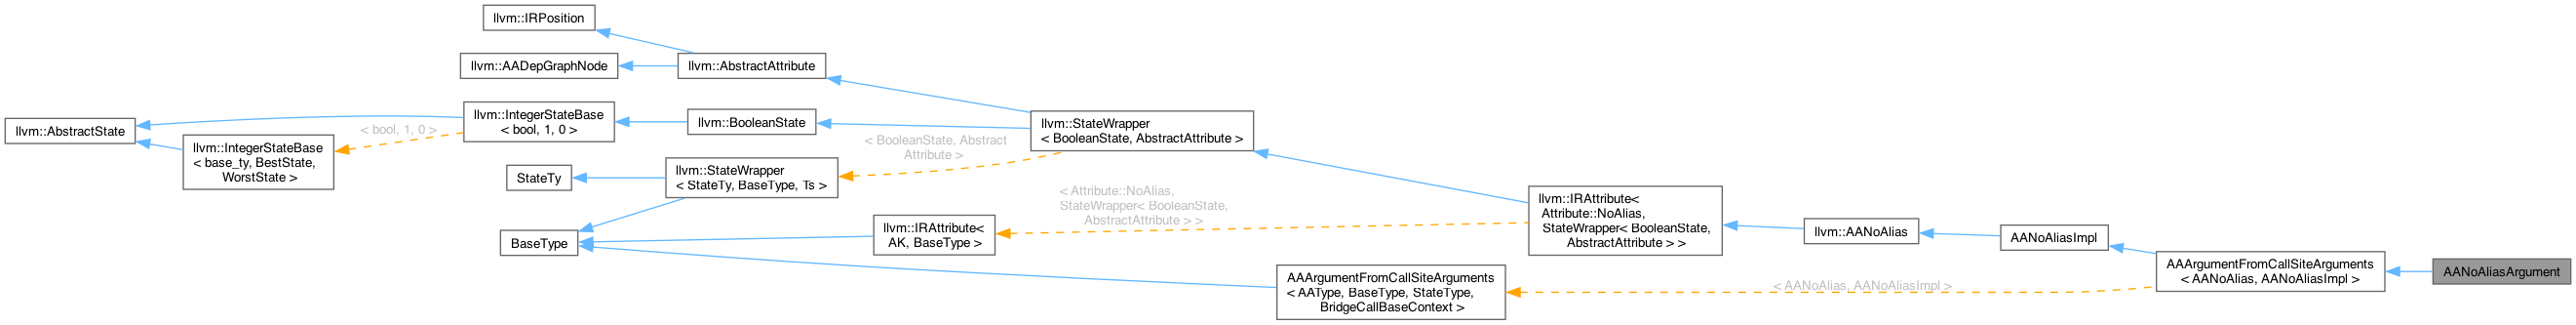 llvm::IRPosition
llvm::AADepGraphNode
llvm::AbstractAttribute
llvm::AbstractState
llvm::IntegerStateBase
< bool, 1, 0 >
llvm::BooleanState
llvm::StateWrapper
< BooleanState, AbstractAttribute >
< bool, 1, 0 >
llvm::IntegerStateBase
< base_ty, BestState,
WorstState >
< BooleanState, Abstract
Attribute >
StateTy
llvm::StateWrapper
< StateTy, BaseType, Ts >
< Attribute::NoAlias,
StateWrapper< BooleanState,
AbstractAttribute > >
llvm::IRAttribute<
Attribute::NoAlias,
StateWrapper< BooleanState,
AbstractAttribute > >
BaseType
llvm::IRAttribute<
AK, BaseType >
llvm::AANoAlias
AANoAliasImpl
AAArgumentFromCallSiteArguments
< AAType, BaseType, StateType,
BridgeCallBaseContext >
< AANoAlias, AANoAliasImpl >
AAArgumentFromCallSiteArguments
< AANoAlias, AANoAliasImpl >
AANoAliasArgument